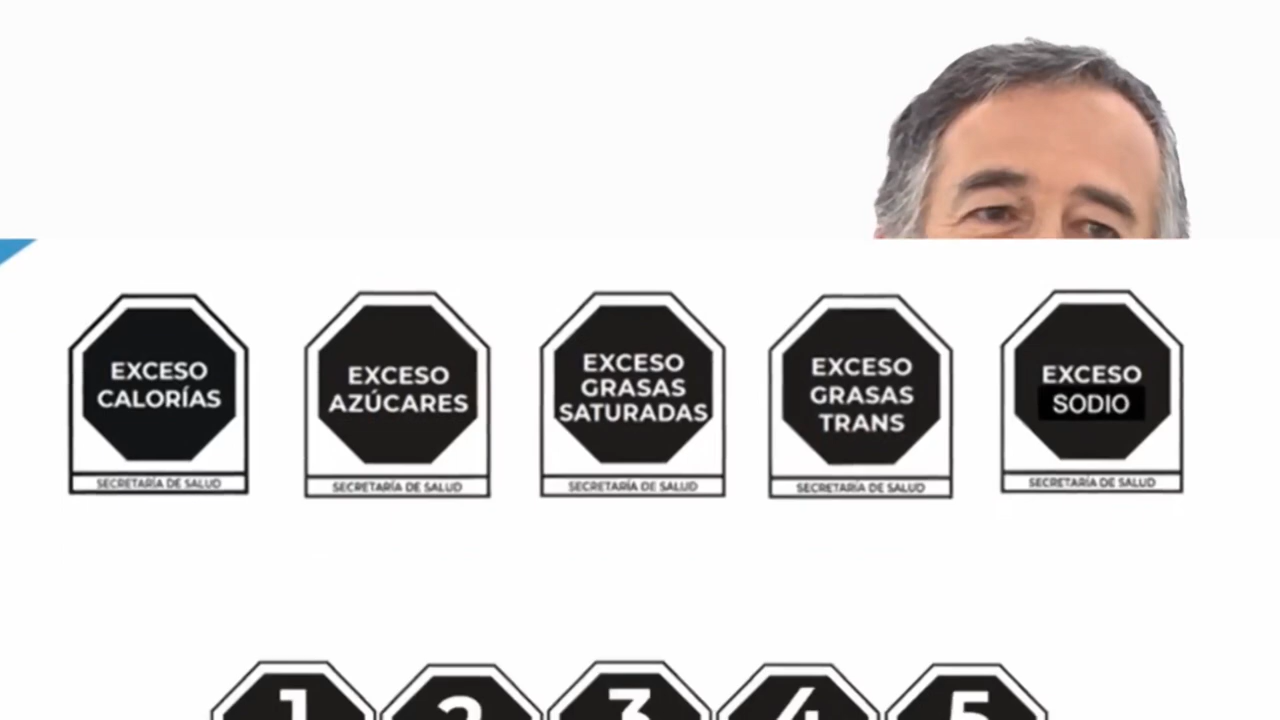 EXCESO
CALORÍAS
SECRETARÍA DE SALUD
EXCESO
AZÚCARES
SECRETARÍA DE SALUD
EXCESO
GRASAS
SATURADAS
SECRETARÍA DE SALUD
EXCESO
GRASAS
TRANS
SECRETARÍA DE SALUD
EXCESO
SODIO
SECRETARÍA DE SALUD
1 2 3 4 5